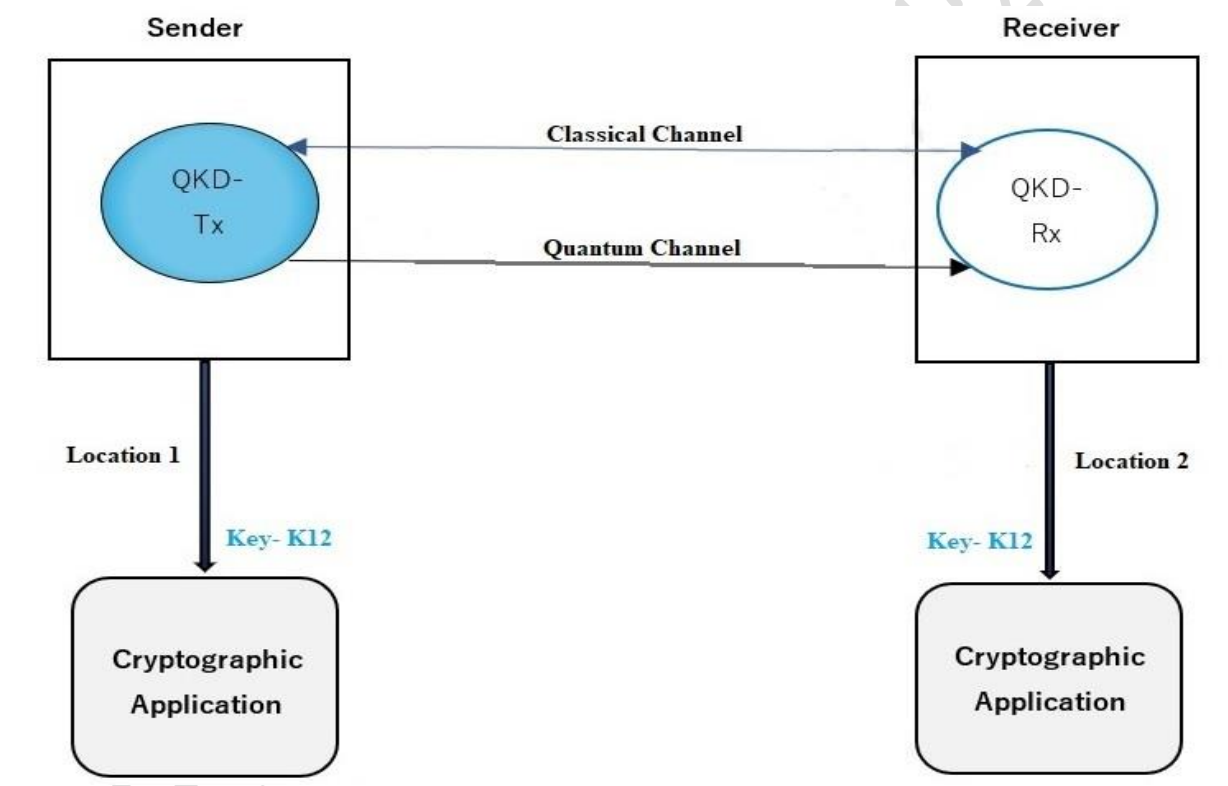 Sender
Receiver
Classical Channel
QKD-
Tx
QKD-
Rx
Quantum Channel
Location 1
Location 2
Key- K12
Key- K12
Cryptographic
Application
Cryptographic
Application